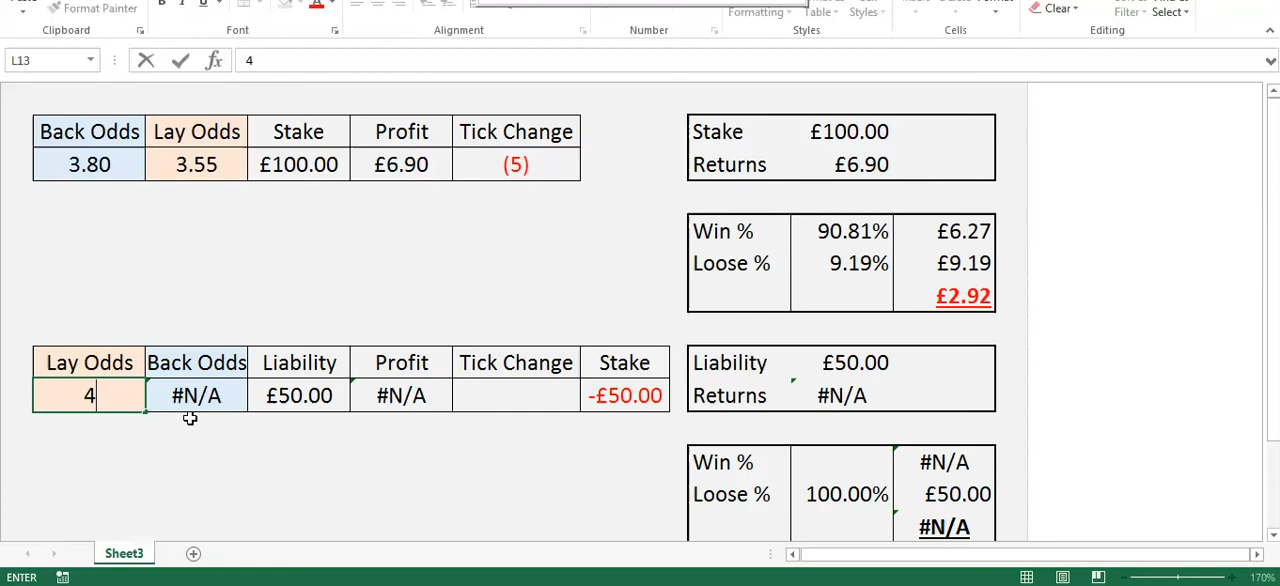 Format Painter
Formatting Table Styles
Clear
Filter Select
Clipboard Font Alignment Number Styles Cells Editing
L13 fx 4
Back Odds Lay Odds Stake Profit Tick Change
3.80 3.55 £100.00 £6.90 (5)
Stake £100.00
Returns £6.90
Win % 90.81% £6.27
Loose % 9.19% £9.19
£2.92
Lay Odds Back Odds Liability Profit Tick Change Stake
4 #N/A £50.00 #N/A -£50.00
Liability £50.00
Returns #N/A
Win % #N/A
Loose % 100.00% £50.00
#N/A
Sheet3
ENTER 170%